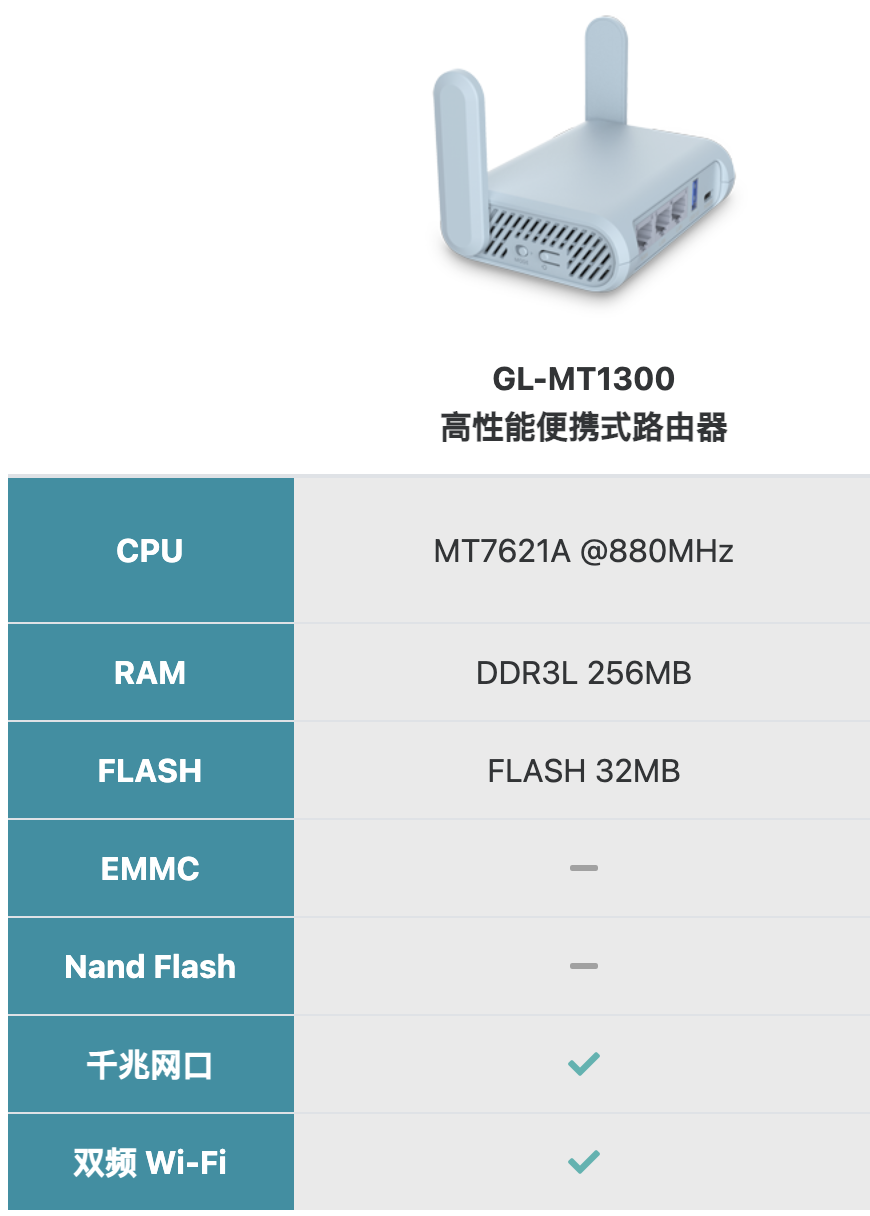 GL-MT1300
高性能便携式路由器
CPU
MT7621A @880MHz
RAM
DDR3L 256MB
FLASH
FLASH 32MB
EMMC
Nand Flash
千兆网口
双频 Wi-Fi